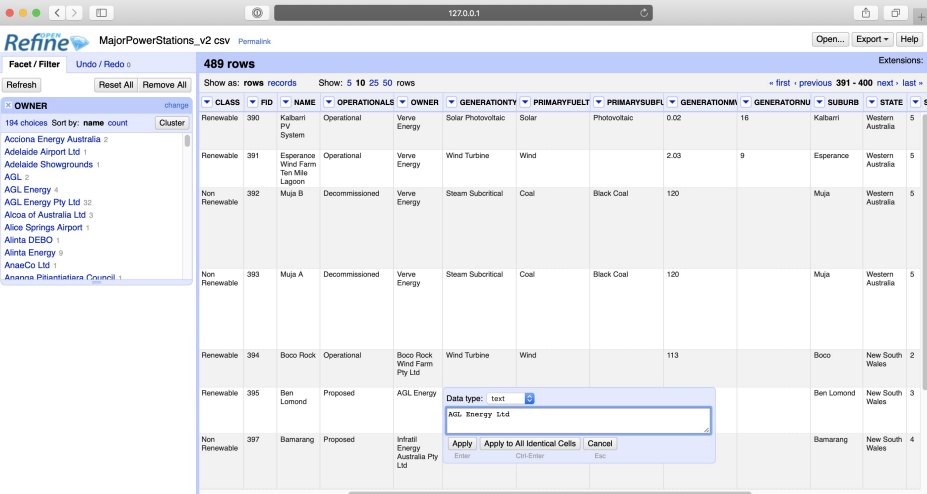 127.0.0.1
OPEN
Refine
MajorPowerStations_v2 csv Permalink
Open... Export Help
Facet / Filter Undo / Redo 0
489 rows
Extensions:
Refresh Reset All Remove All
Show as: rows records Show: 5 10 25 50 rows
« first ‹ previous 391 - 400 next › last »
OWNER change
194 choices Sort by: name count Cluster
Acciona Energy Australia 2
Adelaide Airport Ltd 1
Adelaide Showgrounds 1
AGL 2
AGL Energy 4
AGL Energy Pty Ltd 32
Alcoa of Australia Ltd 3
Alice Springs Airport 1
Alinta DEBO 1
Alinta Energy 9
AnaeCo Ltd 1
Ananga Pitjantjatjara Council 1
CLASS FID NAME OPERATIONALS OWNER GENERATIONTY PRIMARYFUELT PRIMARYSUBFU GENERATIONMW GENERATORNU SUBURB STATE S
Renewable 390 Kalbarri Operational Verve Solar Photovoltaic Solar Photovoltaic 0.02 16 Kalbarri Western 5
PV Energy Australia
System
Renewable 391 Esperance Operational Verve Wind Turbine Wind 2.03 9 Esperance Western 5
Wind Farm Energy Australia
Ten Mile
Lagoon
Non 392 Muja B Decommissioned Verve Steam Subcritical Coal Black Coal 120 Muja Western 5
Renewable Energy Australia
Non 393 Muja A Decommissioned Verve Steam Subcritical Coal Black Coal 120 Muja Western 5
Renewable Energy Australia
Renewable 394 Boco Rock Operational Boco Rock Wind Turbine Wind 113 Boco New South 2
Wind Farm Wales
Pty Ltd
Renewable 395 Ben Proposed AGL Energy Ben Lomond New South 3
Lomond Wales
Data type: text
AGL Energy Ltd
Apply Apply to All Identical Cells Cancel
Enter Ctrl-Enter Esc
Non 397 Bamarang Proposed Infratil Bamarang New South 4
Renewable Energy Wales
Australia Pty
Ltd